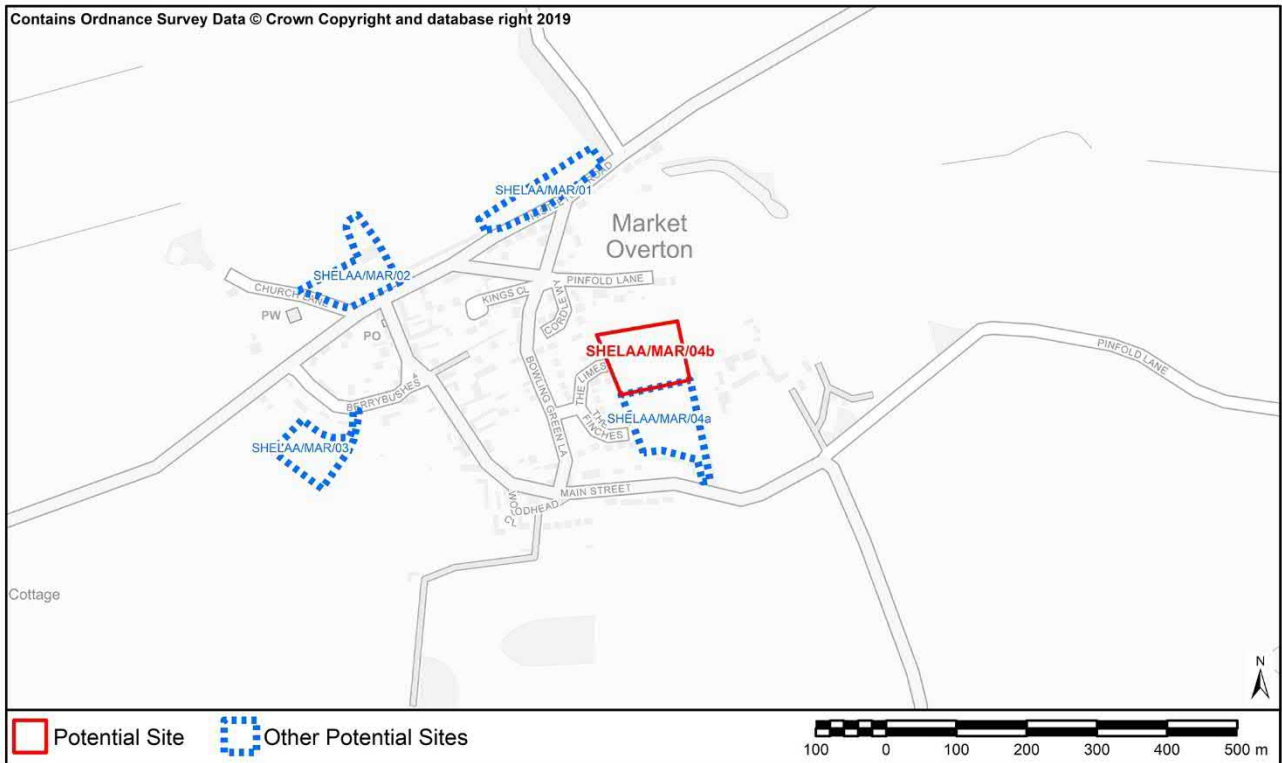 Contains Ordnance Survey Data © Crown Copyright and database right 2019
SHELAA/MAR/01
ROAD
Market
Overton
SHELAA/MAR/02
CHURCH LANE
PINFOLD LANE
KINGS CL
CORDLEWY
PW
PO
SHELAA/MAR/04b
PINFOLD LANE
BOWLING GREEN LA
THE LIMES
BERRYBUSHES
SHELAA/MAR/04a
THE
FINCHES
SHELAA/MAR/03
MAIN STREET
WOODHEAD
CL
Cottage
N
Potential Site
Other Potential Sites
100 0 100 200 300 400 500 m